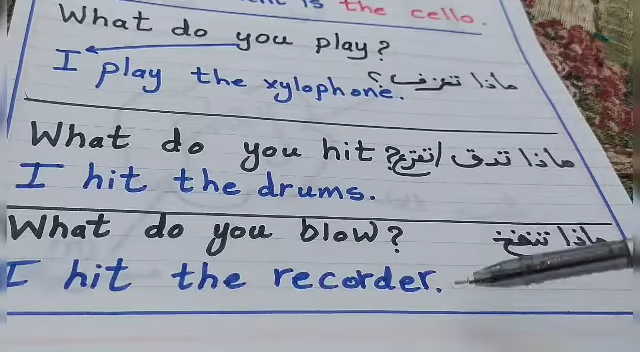 is the cello.
What do you play?
I play the xylophone. ماذا تعزف؟
What do you hit? ماذا تدق / تقرع
I hit the drums.
What do you blow? ماذا تنفخ
I hit the recorder.